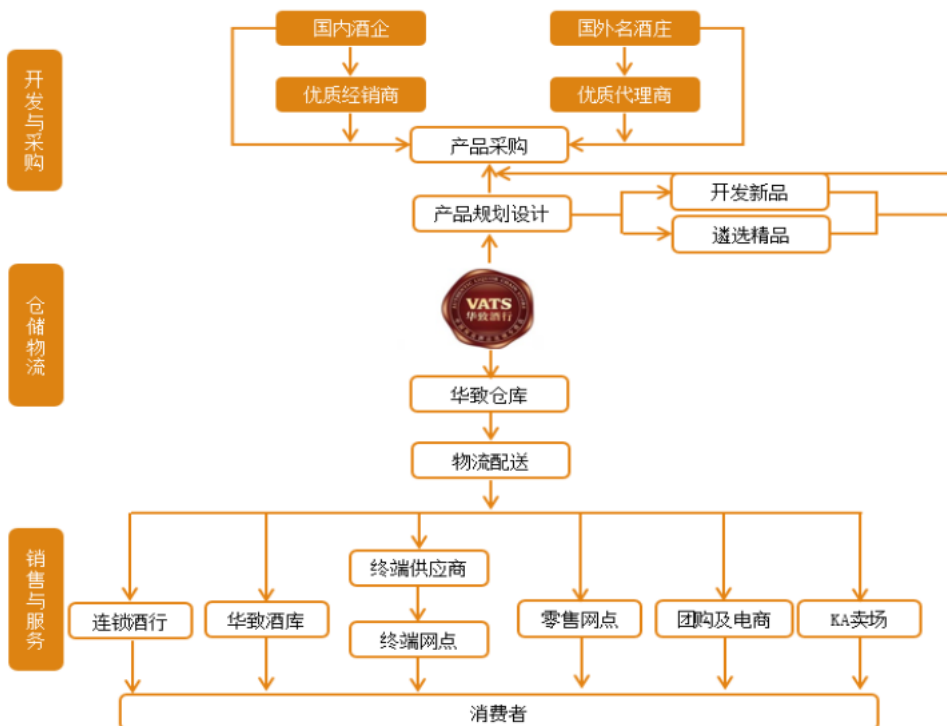 国内酒企
国外名酒庄
开发与采购
优质经销商
优质代理商
产品采购
开发新品
产品规划设计
遴选精品
仓储物流
VATS
华致酒行
华致仓库
物流配送
销售与服务
终端供应商
连锁酒行
华致酒库
终端网点
零售网点
团购及电商
KA卖场
消费者